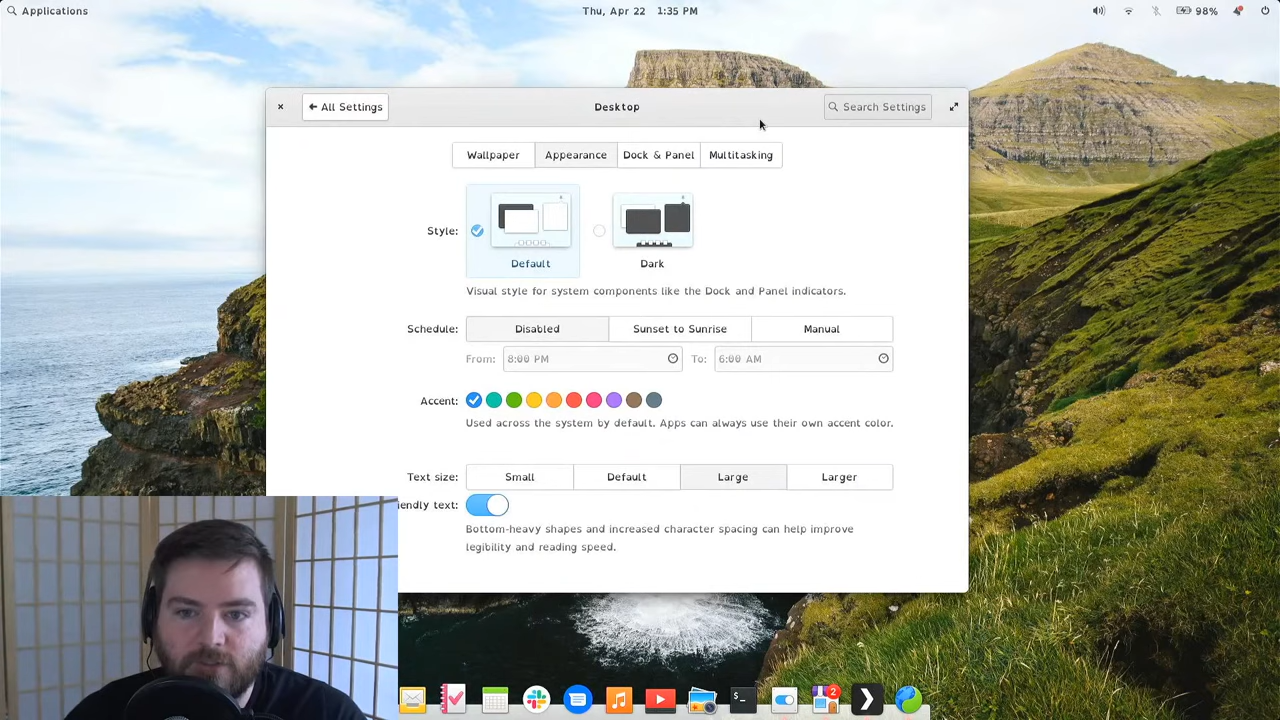 Applications
Thu, Apr 22 1:35 PM
98%
All Settings
Desktop
Search Settings
Wallpaper
Appearance
Dock & Panel
Multitasking
Style:
Default
Dark
Visual style for system components like the Dock and Panel indicators.
Schedule:
Disabled
Sunset to Sunrise
Manual
From:
8:00 PM
To:
6:00 AM
Accent:
Used across the system by default. Apps can always use their own accent color.
Text size:
Small
Default
Large
Larger
iendly text:
Bottom-heavy shapes and increased character spacing can help improve
legibility and reading speed.
>_
2